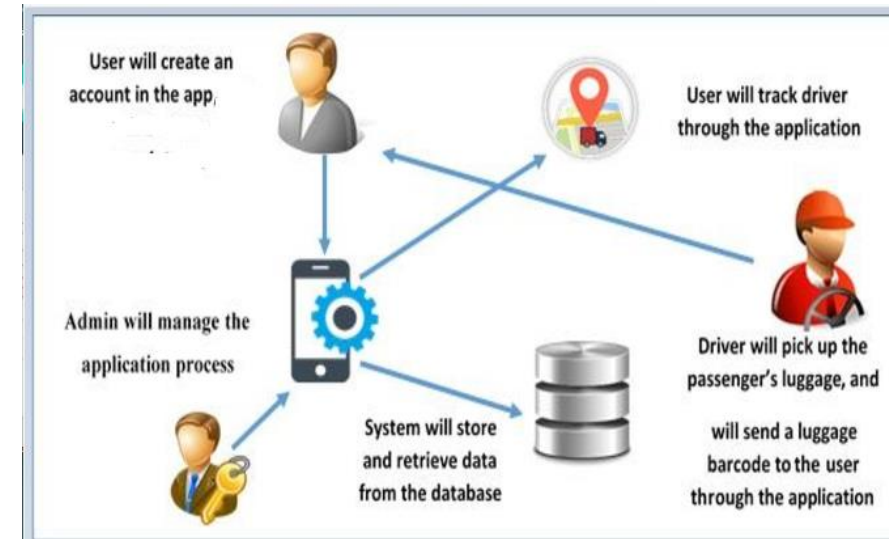 User will create an
account in the app,
User will track driver
through the application
Admin will manage the
application process
Driver will pick up the
passenger's luggage, and
will send a luggage
barcode to the user
through the application
System will store
and retrieve data
from the database